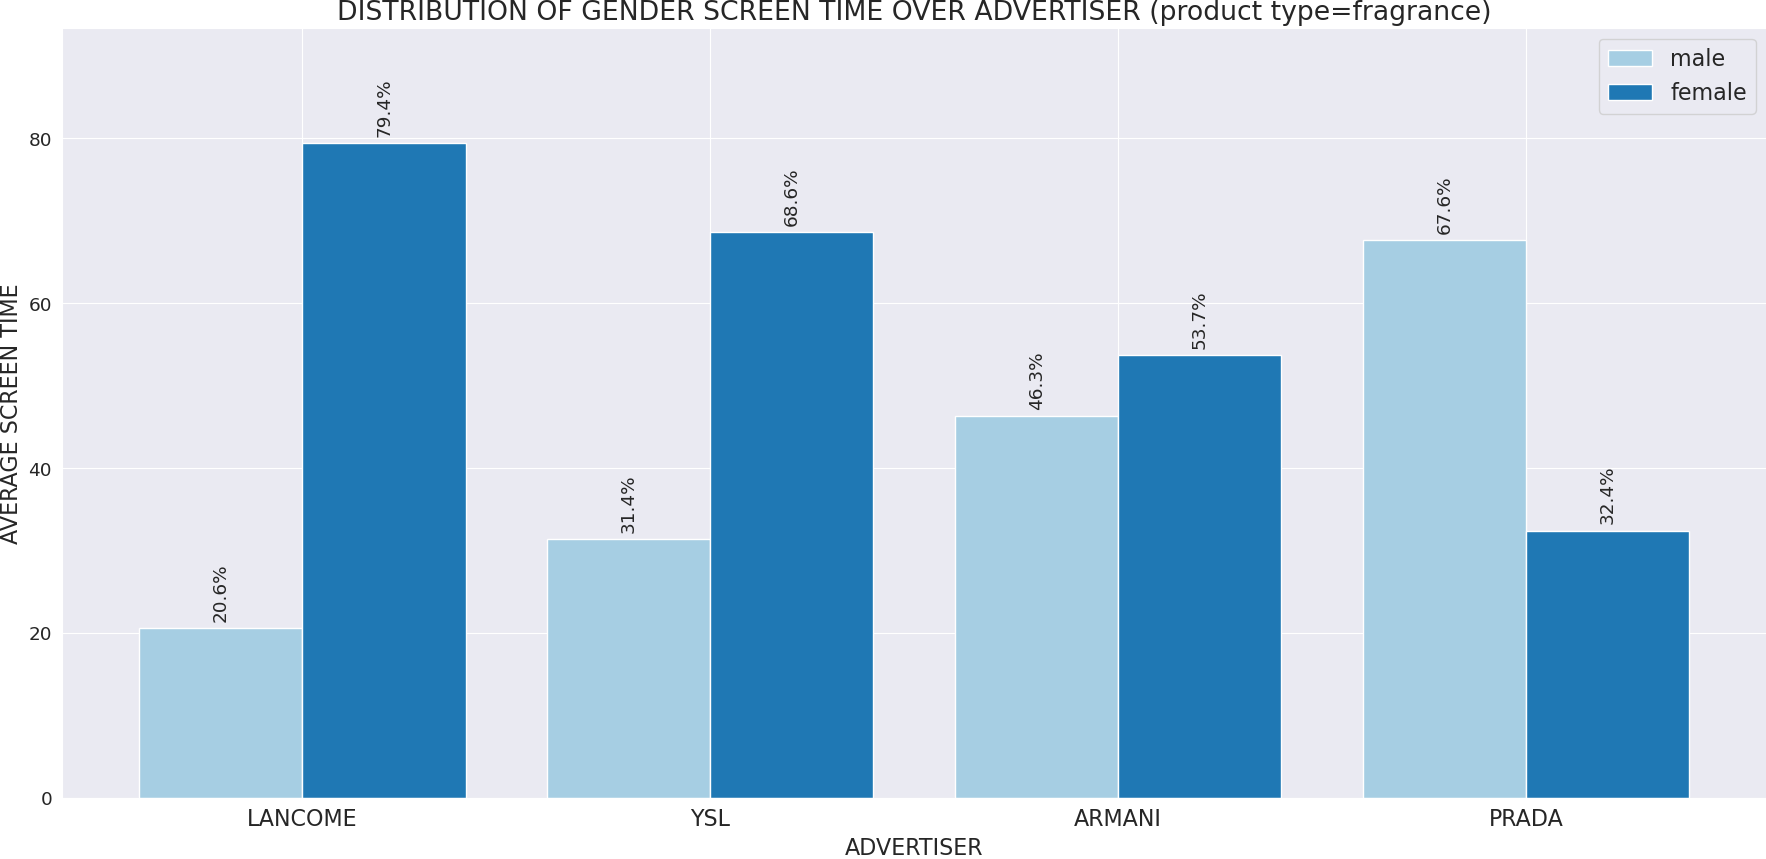 DISTRIBUTION OF GENDER SCREEN TIME OVER ADVERTISER (product type=fragrance)
male
female
AVERAGE SCREEN TIME
80
60
40
20
0
20.6%
79.4%
31.4%
68.6%
46.3%
53.7%
67.6%
32.4%
LANCOME
YSL
ARMANI
PRADA
ADVERTISER